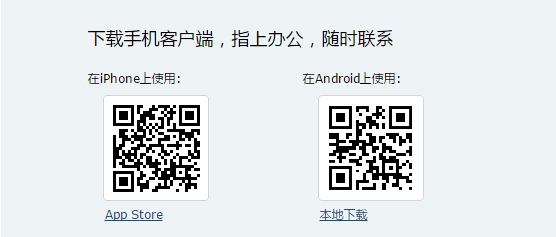 下载手机客户端，指上办公，随时联系
在iPhone上使用：
在Android上使用：
App Store
本地下载